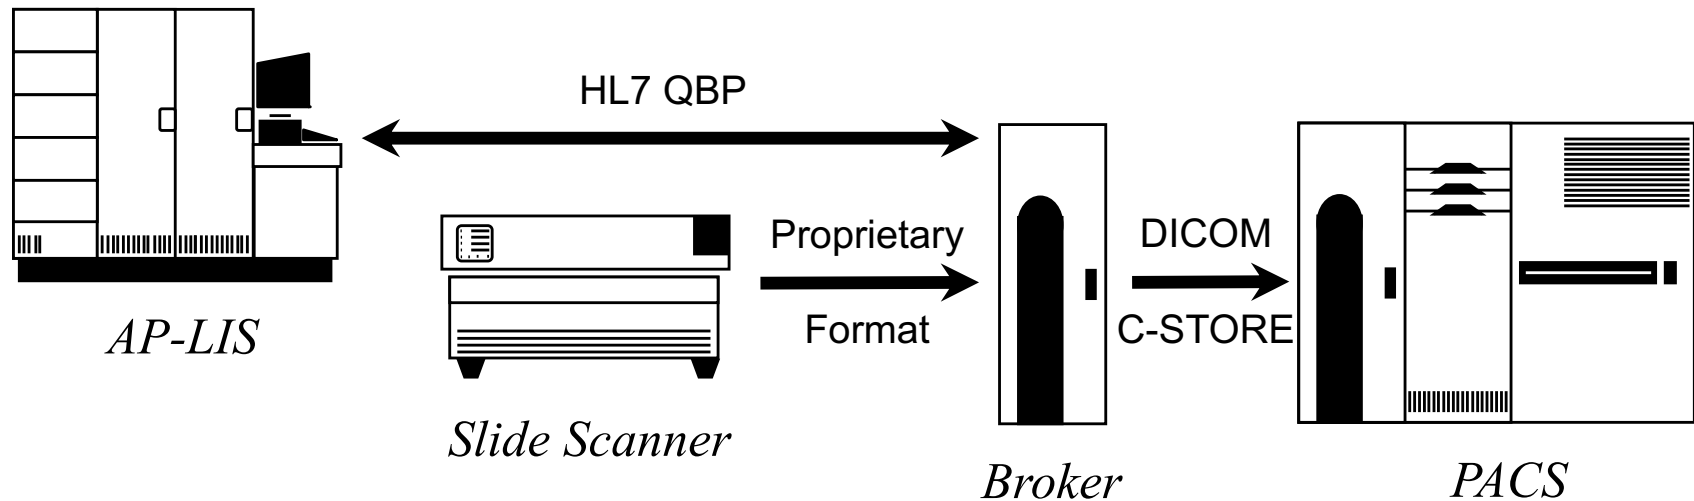 HL7 QBP
Proprietary
Format
DICOM
C-STORE
AP-LIS
Slide Scanner
Broker
PACS